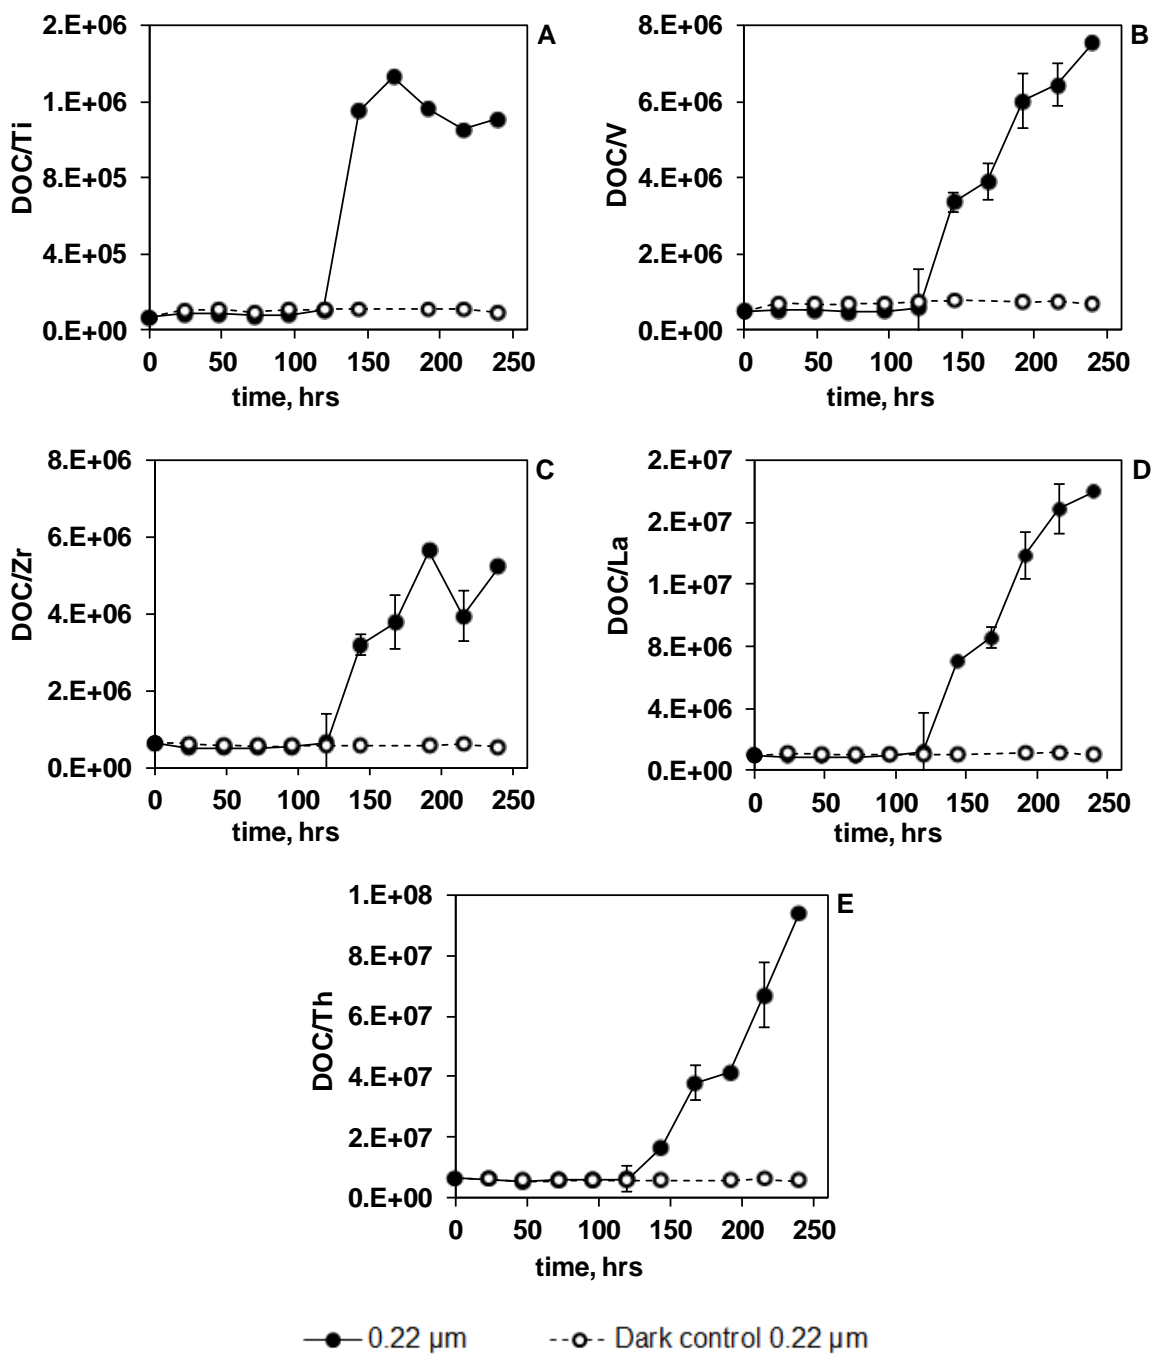 2.E+06
1.E+06
8.E+05
4.E+05
0.E+00
DOC/Ti
A
0 50 100 150 200 250
time, hrs
8.E+06
6.E+06
4.E+06
2.E+06
0.E+00
DOC/V
B
0 50 100 150 200 250
time, hrs
8.E+06
6.E+06
4.E+06
2.E+06
0.E+00
DOC/Zr
C
0 50 100 150 200 250
time, hrs
2.E+07
2.E+07
1.E+07
8.E+06
4.E+06
0.E+00
DOC/La
D
0 50 100 150 200 250
time, hrs
1.E+08
8.E+07
6.E+07
4.E+07
2.E+07
0.E+00
DOC/Th
E
0 50 100 150 200 250
time, hrs
0.22 µm
Dark control 0.22 µm